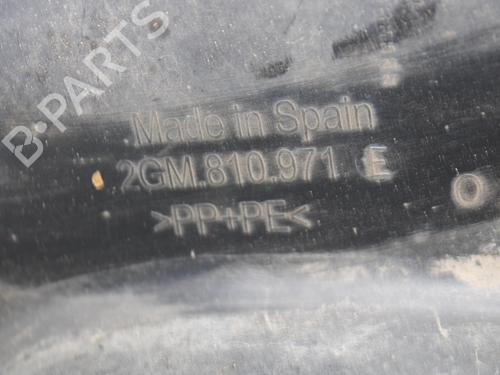 B-PARTS
Made in Spain
2GM.810.971 E
O
>PP+PE<